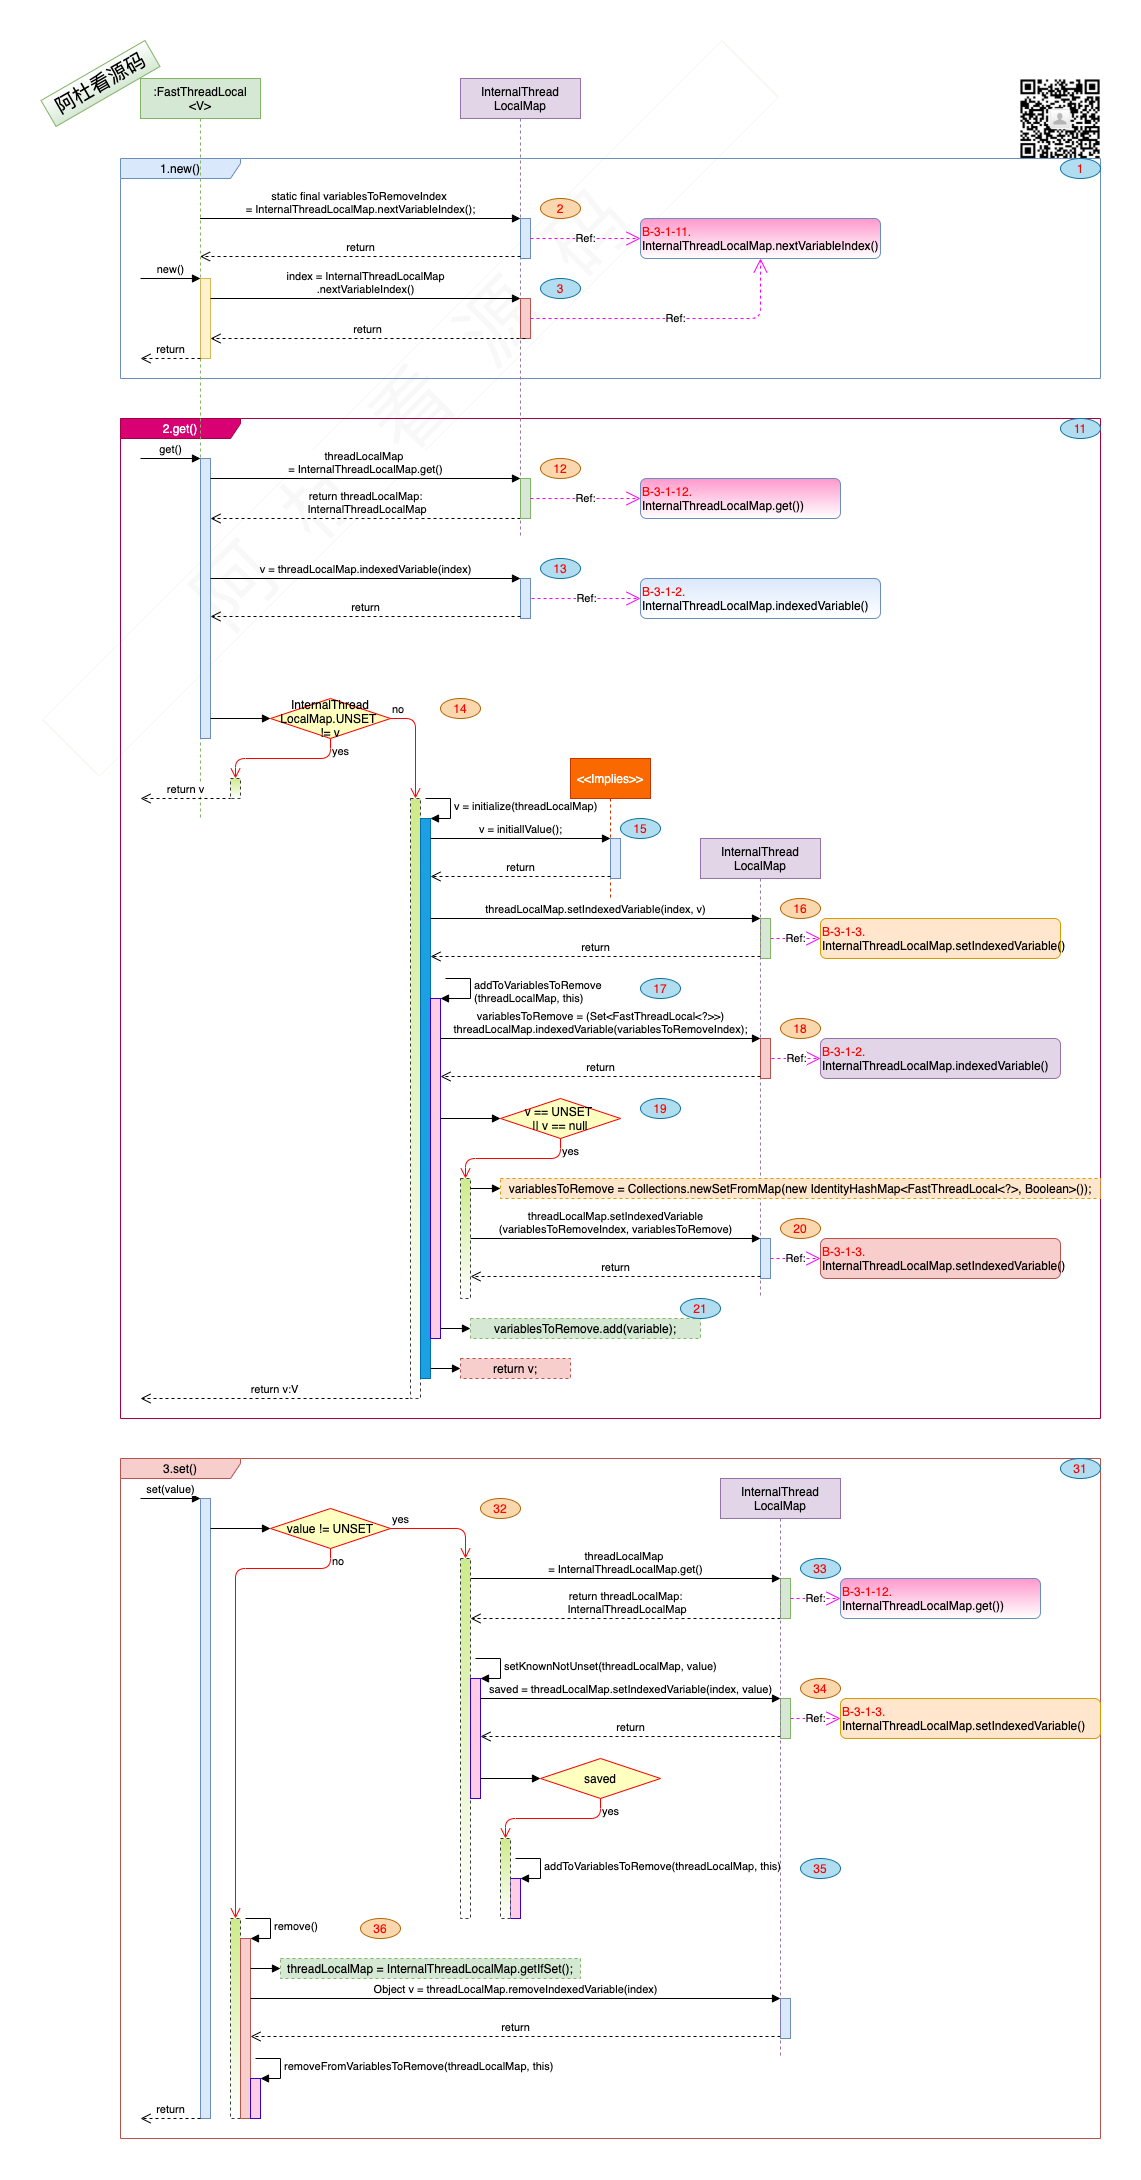 阿杜看源码
:FastThreadLocal
<V>
InternalThread
LocalMap
1.new()
1
static final variablesToRemoveIndex
= InternalThreadLocalMap.nextVariableIndex();
2
Ref:
B-3-1-11.
InternalThreadLocalMap.nextVariableIndex()
return
new()
index = InternalThreadLocalMap
.nextVariableIndex()
3
Ref:
return
return
阿杜看源码
2.get()
11
get()
threadLocalMap
= InternalThreadLocalMap.get()
12
return threadLocalMap:
InternalThreadLocalMap
Ref:
B-3-1-12.
InternalThreadLocalMap.get())
v = threadLocalMap.indexedVariable(index)
13
return
Ref:
B-3-1-2.
InternalThreadLocalMap.indexedVariable()
InternalThread
LocalMap.UNSET
!= v
no
14
yes
return v
<<Implies>>
v = initialize(threadLocalMap)
v = initiallValue();
15
return
InternalThread
LocalMap
threadLocalMap.setIndexedVariable(index, v)
16
return
Ref:
B-3-1-3.
InternalThreadLocalMap.setIndexedVariable()
addToVariablesToRemove
(threadLocalMap, this)
17
variablesToRemove = (Set<FastThreadLocal<?>>)
threadLocalMap.indexedVariable(variablesToRemoveIndex);
18
return
Ref:
B-3-1-2.
InternalThreadLocalMap.indexedVariable()
v == UNSET
|| v == null
19
yes
variablesToRemove = Collections.newSetFromMap(new IdentityHashMap<FastThreadLocal<?>, Boolean>());
threadLocalMap.setIndexedVariable
(variablesToRemoveIndex, variablesToRemove)
20
return
Ref:
B-3-1-3.
InternalThreadLocalMap.setIndexedVariable()
21
variablesToRemove.add(variable);
return v;
return v:V
3.set()
31
set(value)
InternalThread
LocalMap
value != UNSET
yes
32
no
threadLocalMap
= InternalThreadLocalMap.get()
33
return threadLocalMap:
InternalThreadLocalMap
Ref:
B-3-1-12.
InternalThreadLocalMap.get())
setKnownNotUnset(threadLocalMap, value)
saved = threadLocalMap.setIndexedVariable(index, value)
34
return
Ref:
B-3-1-3.
InternalThreadLocalMap.setIndexedVariable()
saved
yes
addToVariablesToRemove(threadLocalMap, this)
35
remove()
36
threadLocalMap = InternalThreadLocalMap.getIfSet();
Object v = threadLocalMap.removeIndexedVariable(index)
return
removeFromVariablesToRemove(threadLocalMap, this)
return